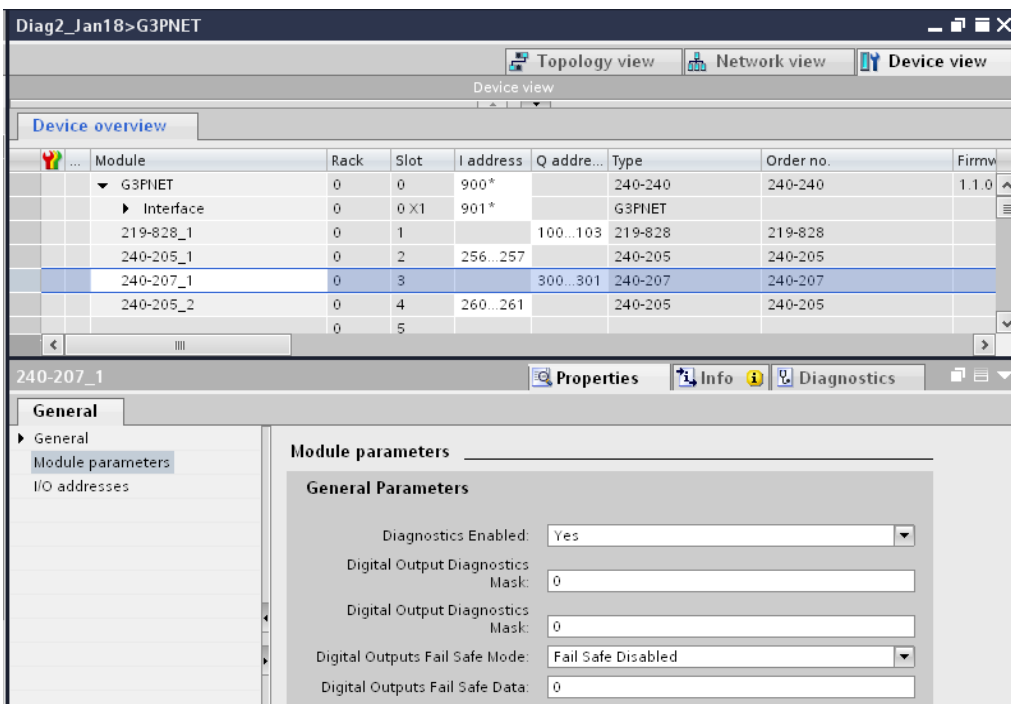 Diag2_Jan18>G3PNET
Topology view Network view Device view
Device view
Device overview
... Module Rack Slot I address Q addre... Type Order no. Firmw
G3PNET 0 0 900* 240-240 240-240 1.1.0
Interface 0 0 X1 901* G3PNET
219-828_1 0 1 100...103 219-828 219-828
240-205_1 0 2 256...257 240-205 240-205
240-207_1 0 3 300...301 240-207 240-207
240-205_2 0 4 260...261 240-205 240-205
0 5
240-207_1 Properties Info Diagnostics
General
General
Module parameters
I/O addresses
Module parameters
General Parameters
Diagnostics Enabled: Yes
Digital Output Diagnostics
Mask: 0
Digital Output Diagnostics
Mask: 0
Digital Outputs Fail Safe Mode: Fail Safe Disabled
Digital Outputs Fail Safe Data: 0